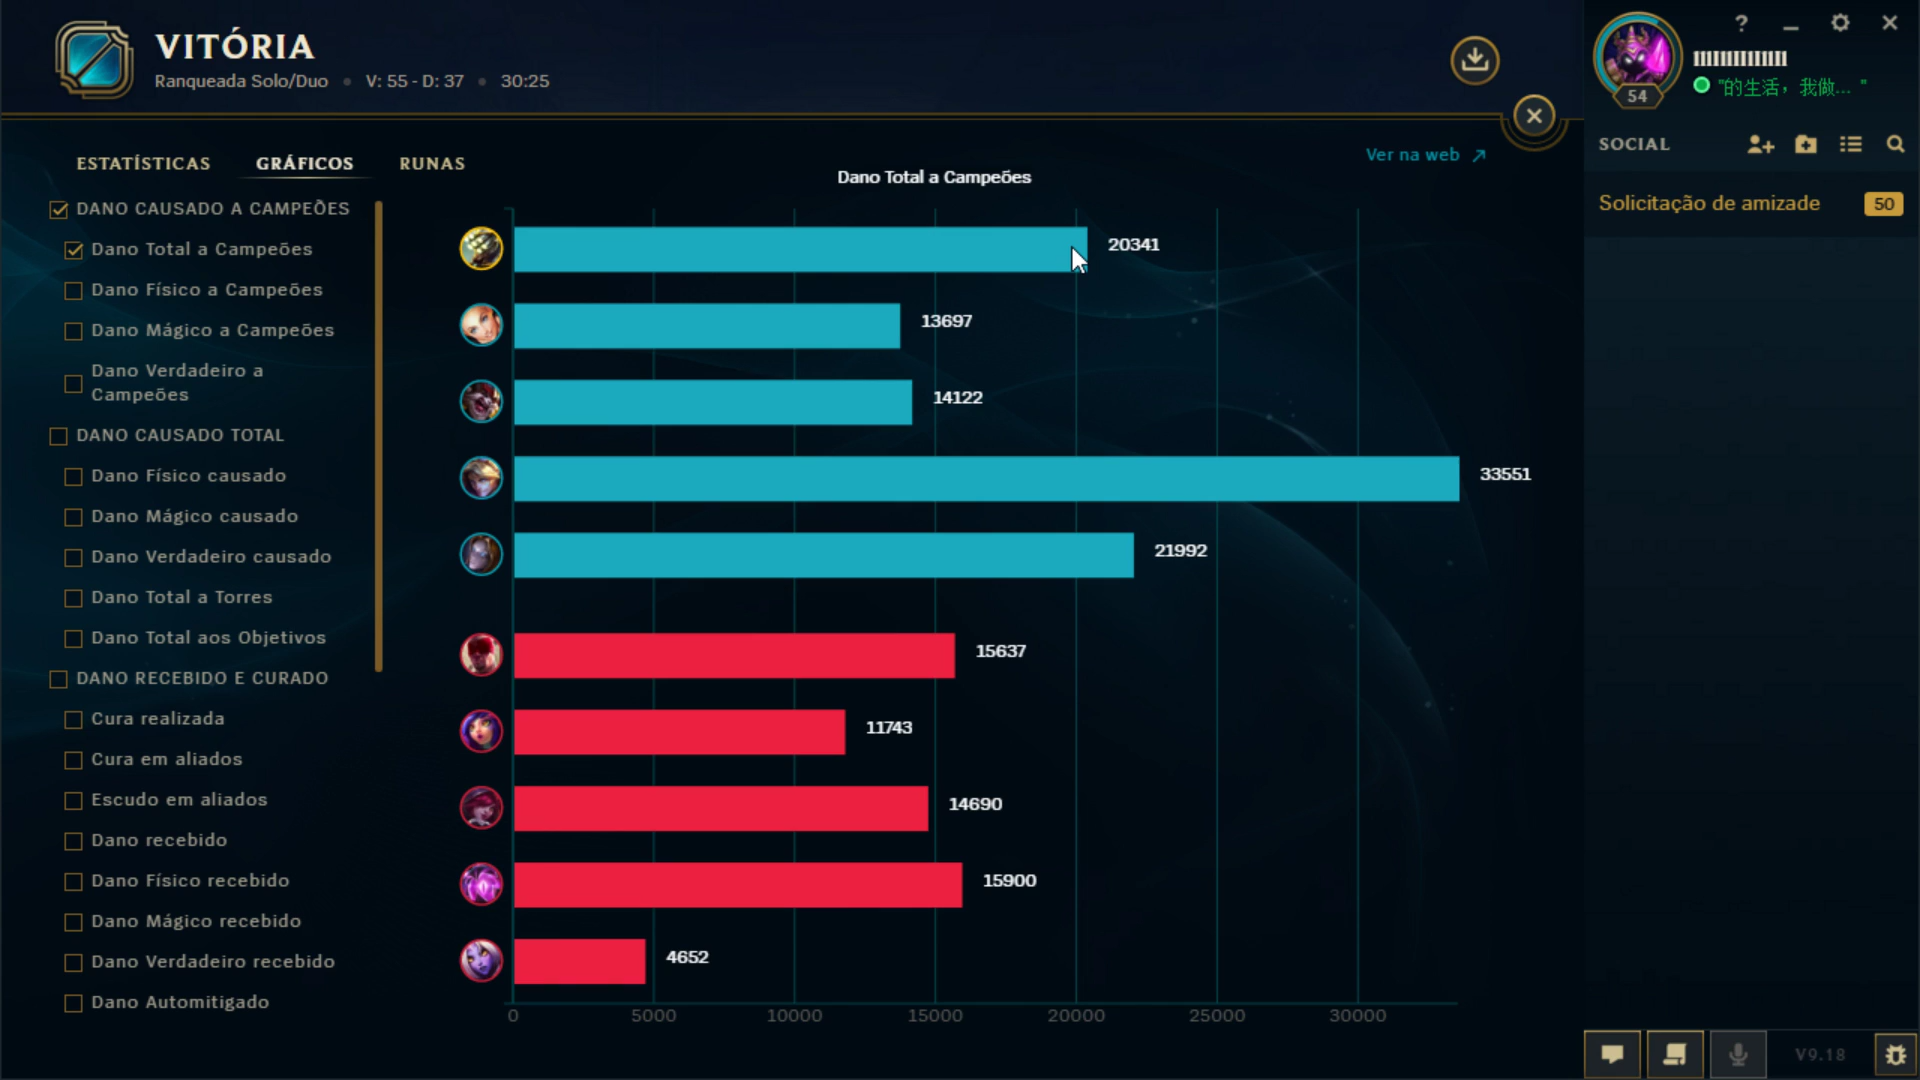 VITÓRIA
Ranqueada Solo/Duo • V: 55 - D: 37 • 30:25
54
"的生活，我做... "
ESTATÍSTICAS
GRÁFICOS
RUNAS
Ver na web
SOCIAL
Solicitação de amizade
50
DANO CAUSADO A CAMPEÕES
Dano Total a Campeões
Dano Físico a Campeões
Dano Mágico a Campeões
Dano Verdadeiro a
Campeões
DANO CAUSADO TOTAL
Dano Físico causado
Dano Mágico causado
Dano Verdadeiro causado
Dano Total a Torres
Dano Total aos Objetivos
DANO RECEBIDO E CURADO
Cura realizada
Cura em aliados
Escudo em aliados
Dano recebido
Dano Físico recebido
Dano Mágico recebido
Dano Verdadeiro recebido
Dano Automitigado
Dano Total a Campeões
20341
13697
14122
33551
21992
15637
11743
14690
15900
4652
0 5000 10000 15000 20000 25000 30000
V9.18